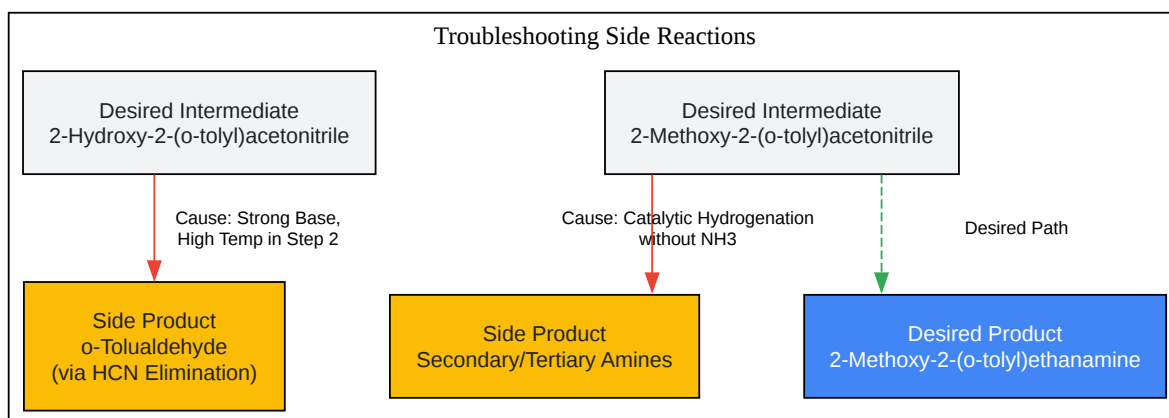 Troubleshooting Side Reactions
Desired Intermediate
2-Hydroxy-2-(o-tolyl)acetonitrile
Desired Intermediate
2-Methoxy-2-(o-tolyl)acetonitrile
Cause: Strong Base,
High Temp in Step 2
Cause: Catalytic Hydrogenation
without NH3
Desired Path
Side Product
o-Tolualdehyde
(via HCN Elimination)
Side Product
Secondary/Tertiary Amines
Desired Product
2-Methoxy-2-(o-tolyl)ethanamine